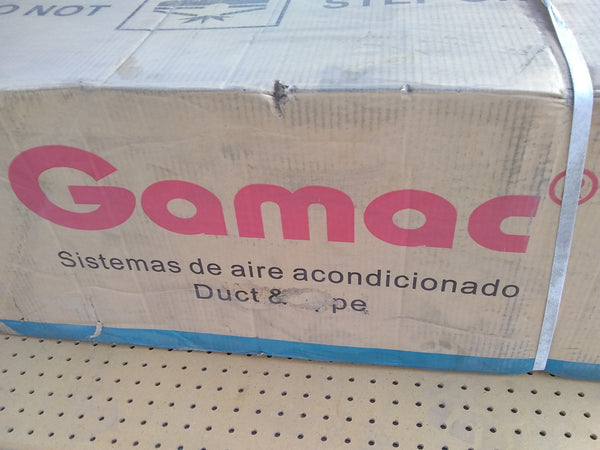 DO NOT
Gamac®
Sistemas de aire acondicionado
Duct &